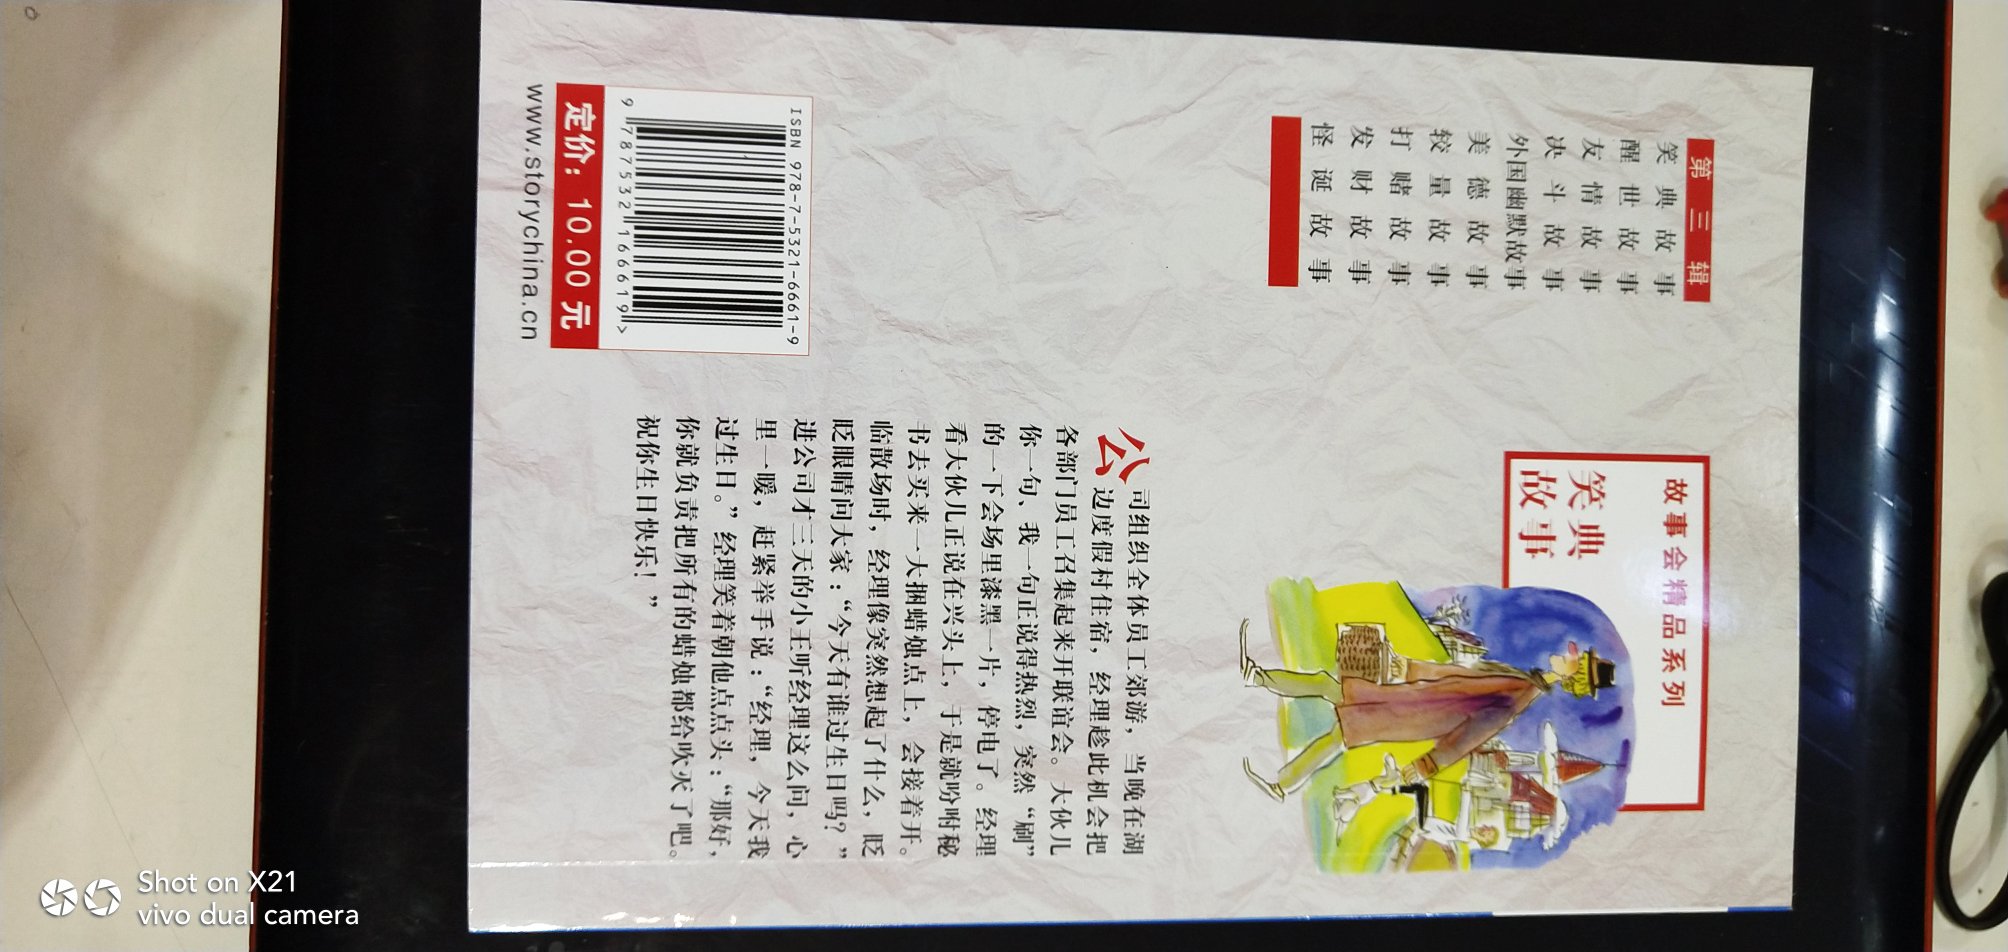 第三辑
笑典故事
醒世故事
友情故事
决斗故事
外国幽默故事
美德故事
较量故事
打赌故事
发财故事
怪诞故事
故事会精品系列
笑典
故事
公司组织全体员工郊游，当晚在湖
边度假村住宿，经理趁此机会把
各部门员工召集起来开联谊会。大伙儿
你一句、我一句正说得热烈，突然“刷”
的一下会场里漆黑一片，停电了。经理
看大伙儿正说在兴头上，于是就吩咐秘
书去买来一大捆蜡烛点上，会接着开。
临散场时，经理像突然想起了什么，眨
眨眼睛问大家：“今天有谁过生日吗？”
进公司才三天的小王听经理这么问，心
里一暖，赶紧举手说：“经理，今天我
过生日。”经理笑着朝他点点头：“那好，
你就负责把所有的蜡烛都给吹灭了吧。
祝你生日快乐！”
ISBN 978-7-5321-6661-9
9 787532 166619 >
定价：10.00 元
www.storychina.cn
Shot on X21
vivo dual camera